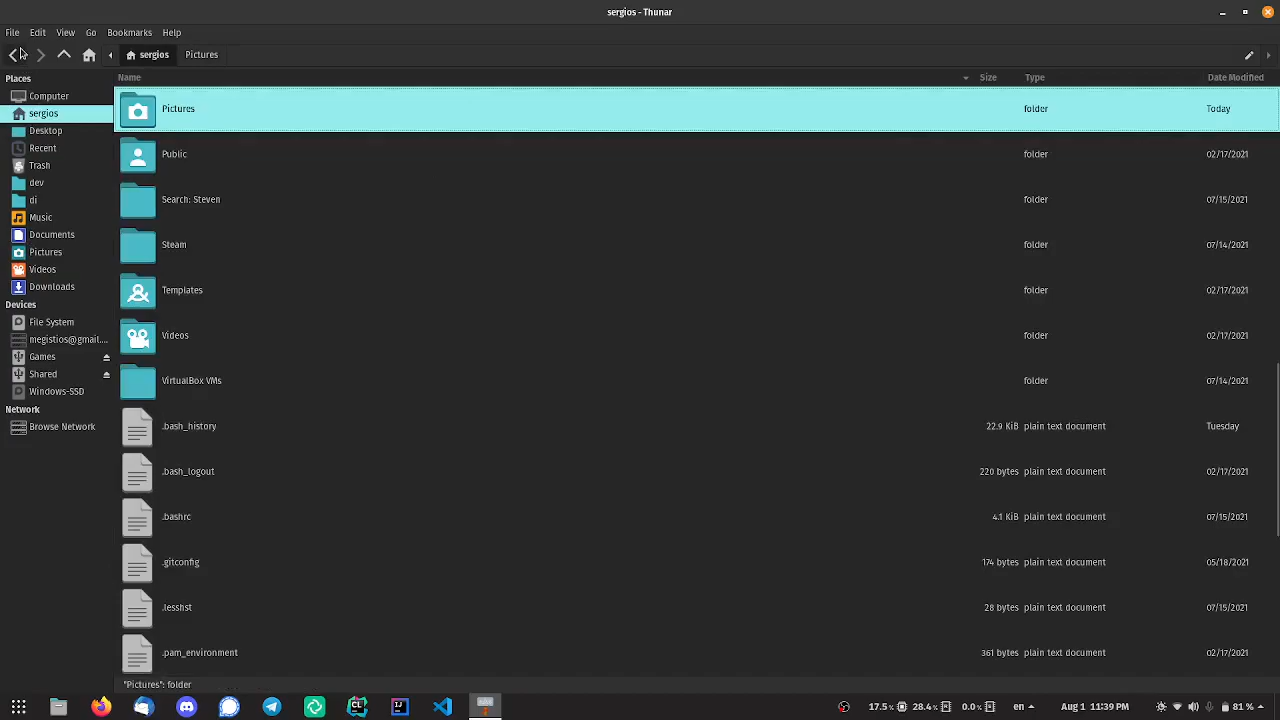 sergios - Thunar
File Edit View Go Bookmarks Help
sergios Pictures
Places
Computer
sergios
Desktop
Recent
Trash
dev
di
Music
Documents
Pictures
Videos
Downloads
Devices
File System
megistios@gmail....
Games
Shared
Windows-SSD
Network
Browse Network
Name Size Type Date Modified
Pictures folder Today
Public folder 02/17/2021
Search: Steven folder 07/15/2021
Steam folder 07/14/2021
Templates folder 02/17/2021
Videos folder 02/17/2021
VirtualBox VMs folder 07/14/2021
.bash_history 22.9 KiB plain text document Tuesday
.bash_logout 220 bytes plain text document 02/17/2021
.bashrc 4.1 KiB plain text document 07/15/2021
.gitconfig 174 bytes plain text document 05/18/2021
.lesshst 28 bytes plain text document 07/15/2021
.pam_environment 361 bytes plain text document 02/17/2021
"Pictures": folder
17.5% 28.4% 0.0% en Aug 1 11:39 PM 81 %